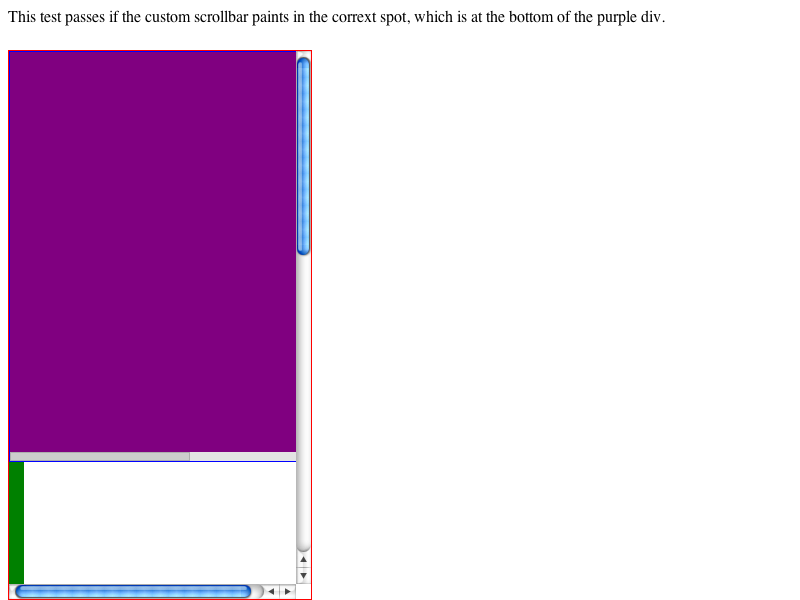 This test passes if the custom scrollbar paints in the corrext spot, which is at the bottom of the purple div.